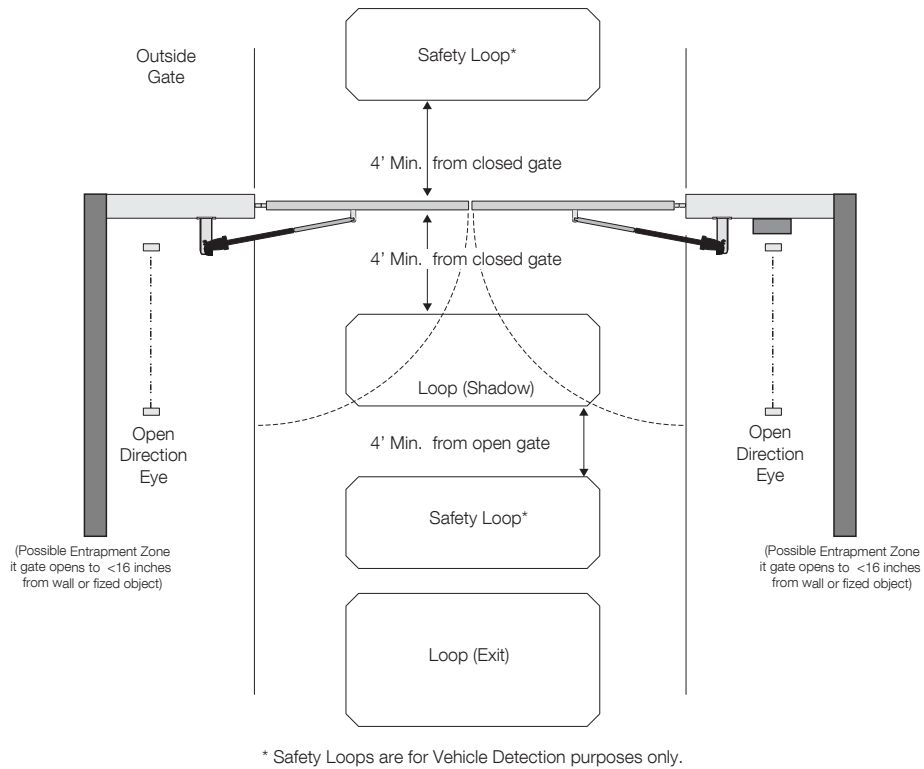 Outside
Gate
Safety Loop*
4’ Min.  from closed gate
4’ Min.  from closed gate
Loop (Shadow)
4’ Min.  from open gate
Open
Direction
Eye
Open
Direction
Eye
Safety Loop*
(Possible Entrapment Zone
it gate opens to  <16 inches
from wall or fized object)
(Possible Entrapment Zone
it gate opens to  <16 inches
from wall or fized object)
Loop (Exit)
* Safety Loops are for Vehicle Detection purposes only.